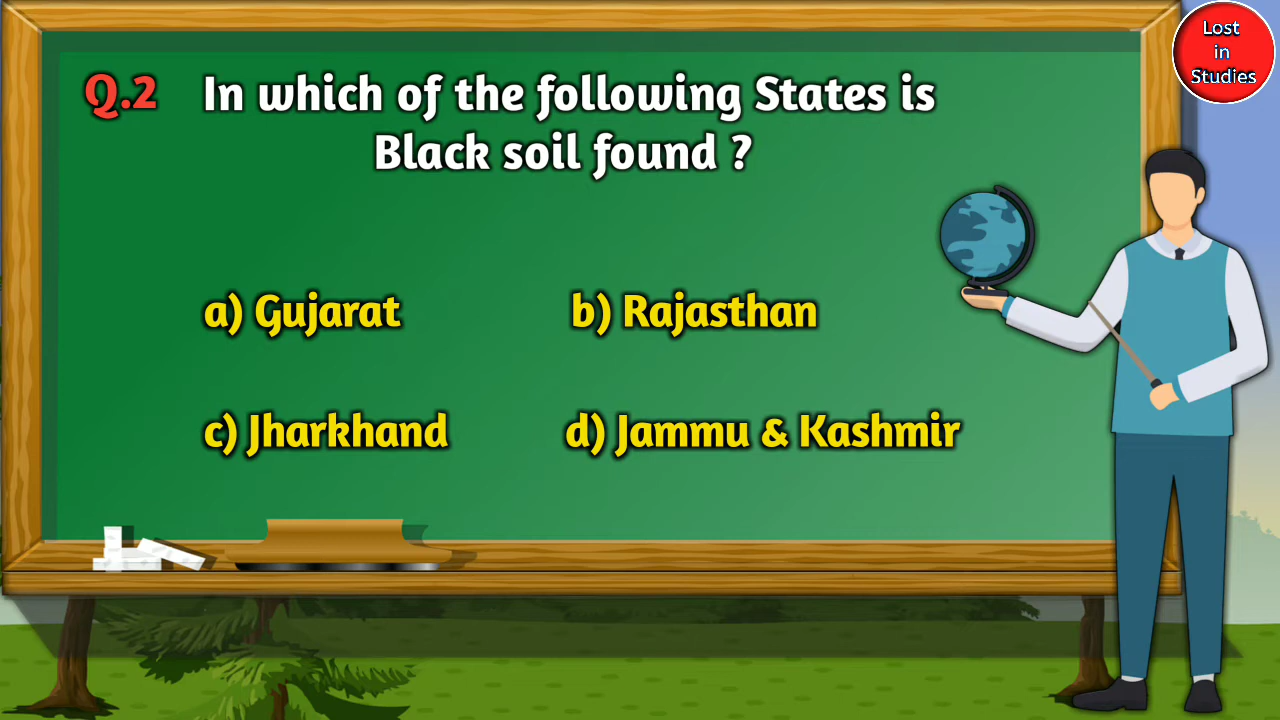 Lost
in
Studies
Q.2 In which of the following States is
Black soil found ?
a) Gujarat b) Rajasthan
c) Jharkhand d) Jammu & Kashmir